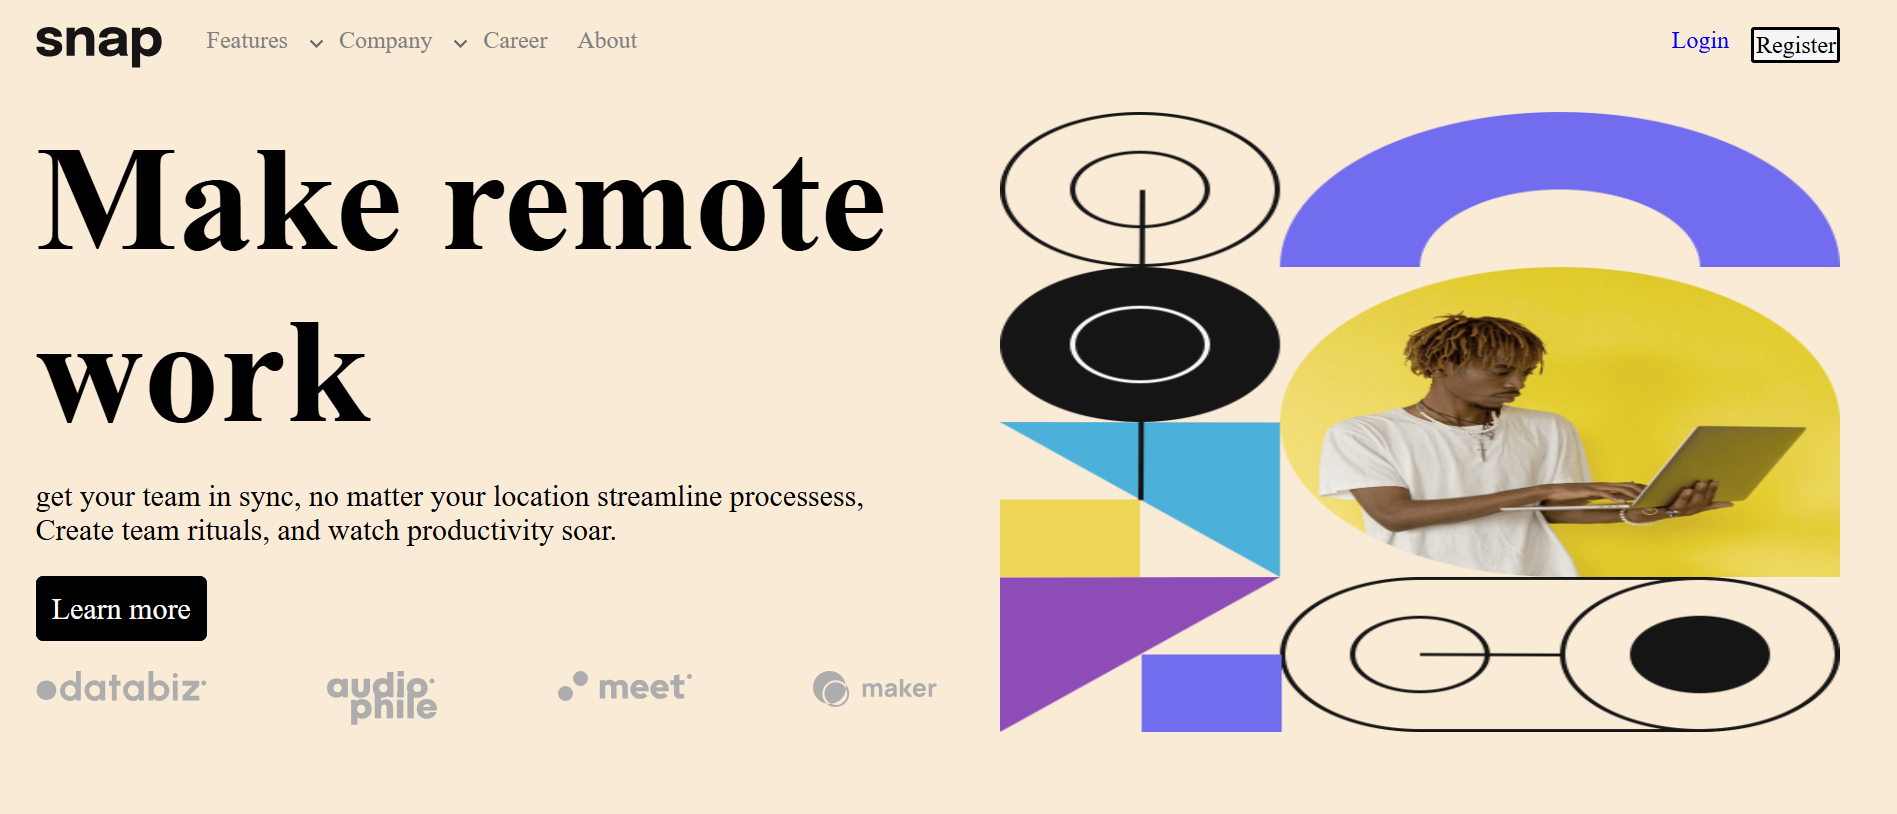 snap Features Company Career About Login Register
Make remote
work
get your team in sync, no matter your location streamline processess,
Create team rituals, and watch productivity soar.
Learn more
databiz audiophile meet maker